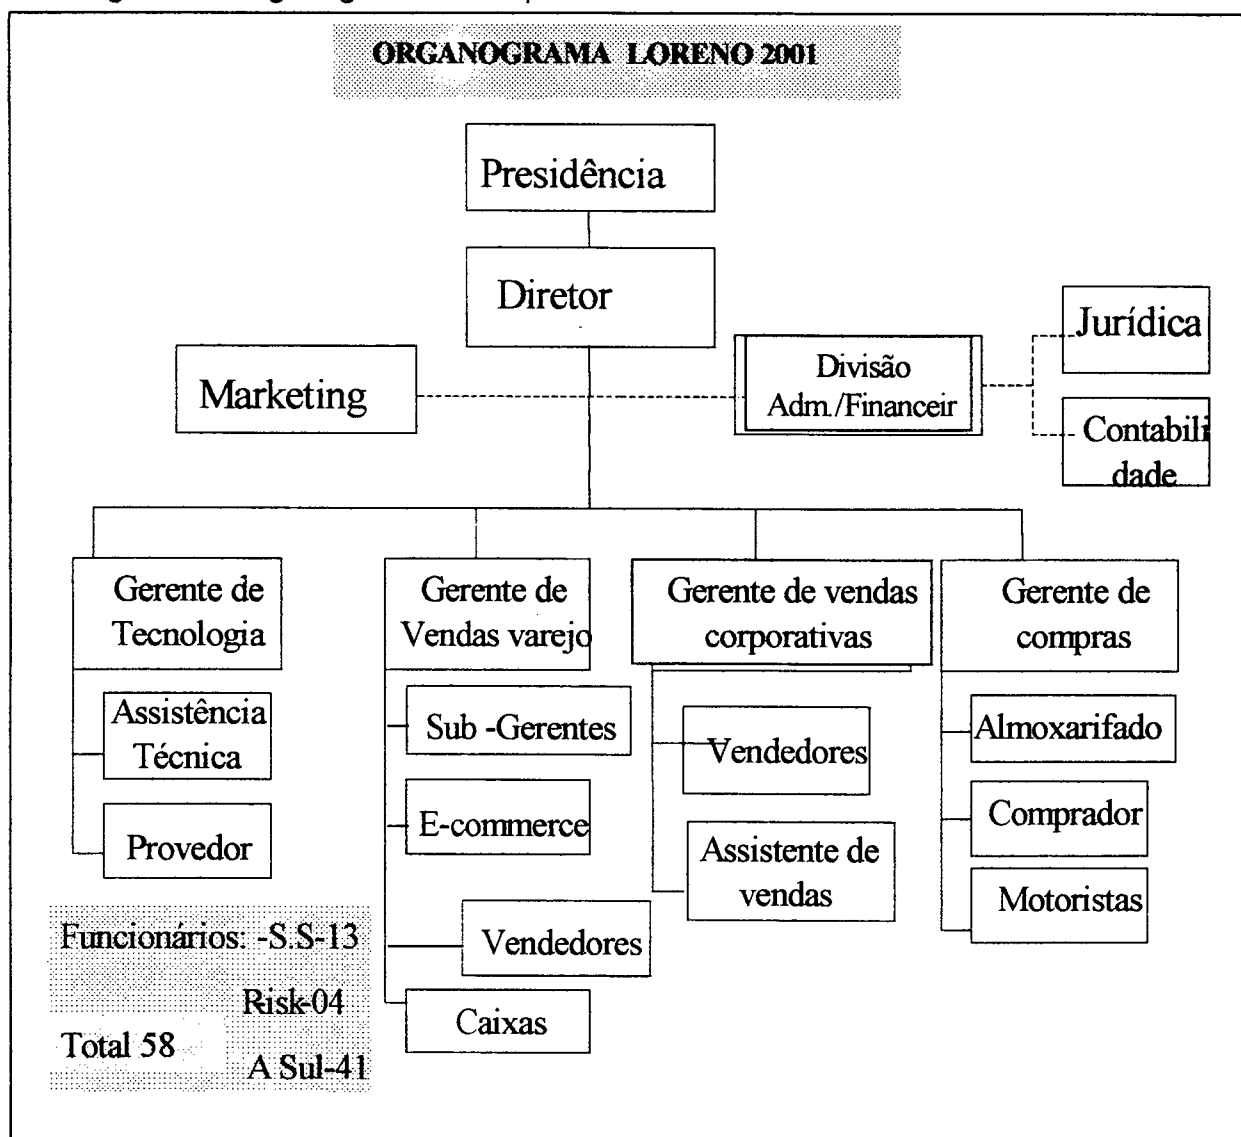 ORGANOGRAMA LORENO 2001
Presidência
Diretor
Marketing
Divisão
Adm./Financeir
Jurídica
Contabili
dade
Gerente de
Tecnologia
Assistência
Técnica
Provedor
Gerente de
Vendas varejo
Sub -Gerentes
E-commerce
Vendedores
Caixas
Gerente de vendas
corporativas
Vendedores
Assistente de
vendas
Gerente de
compras
Almoxarifado
Comprador
Motoristas
Funcionários: -S.S-13
Risk-04
Total 58
A Sul-41